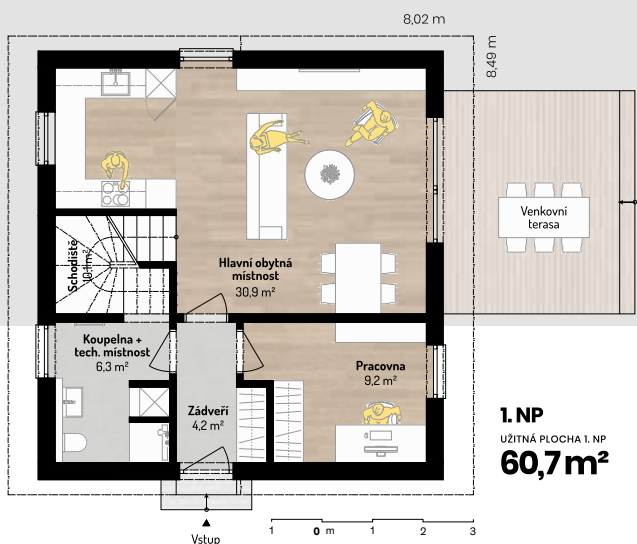 8,02 m
8,49 m
Venkovní
terasa
Schodiště
10,1 m²
Hlavní obytná
místnost
30,9 m²
Koupelna +
tech. místnost
6,3 m²
Pracovna
9,2 m²
Zádveří
4,2 m²
1. NP
UŽITNÁ PLOCHA 1. NP
60,7 m²
Vstup
1 0 m 1 2 3